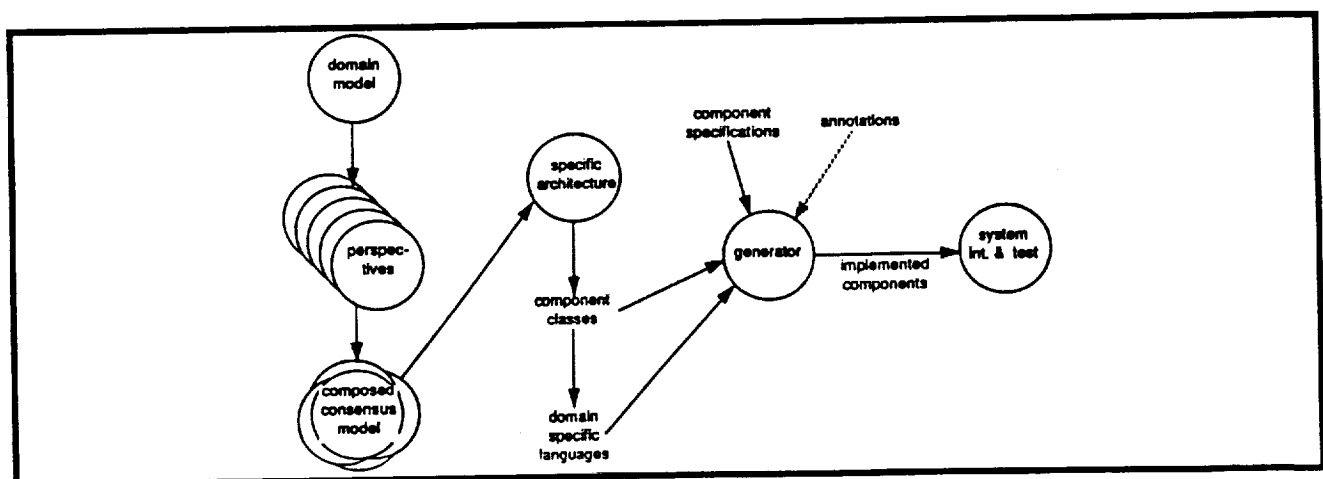 domain
model
perspec-
tives
composed
consensus
model
specific
architecture
component
classes
domain
specific
languages
component
specifications
annotations
generator
implemented
components
system
int. & test